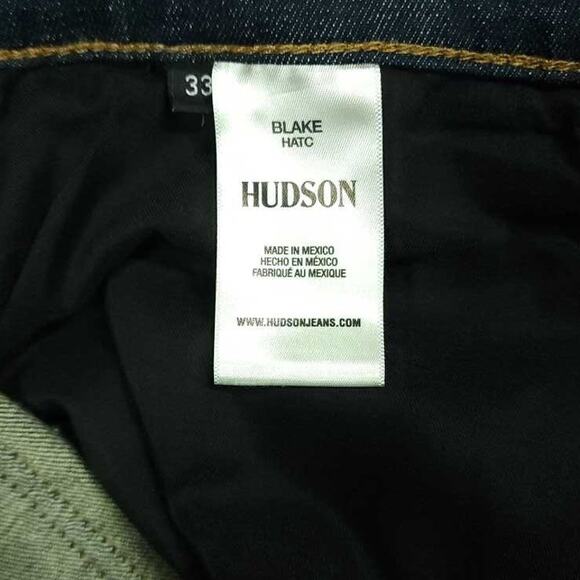 33
BLAKE
HATC
HUDSON
MADE IN MEXICO
HECHO EN MÉXICO
FABRIQUÉ AU MEXIQUE
WWW.HUDSONJEANS.COM